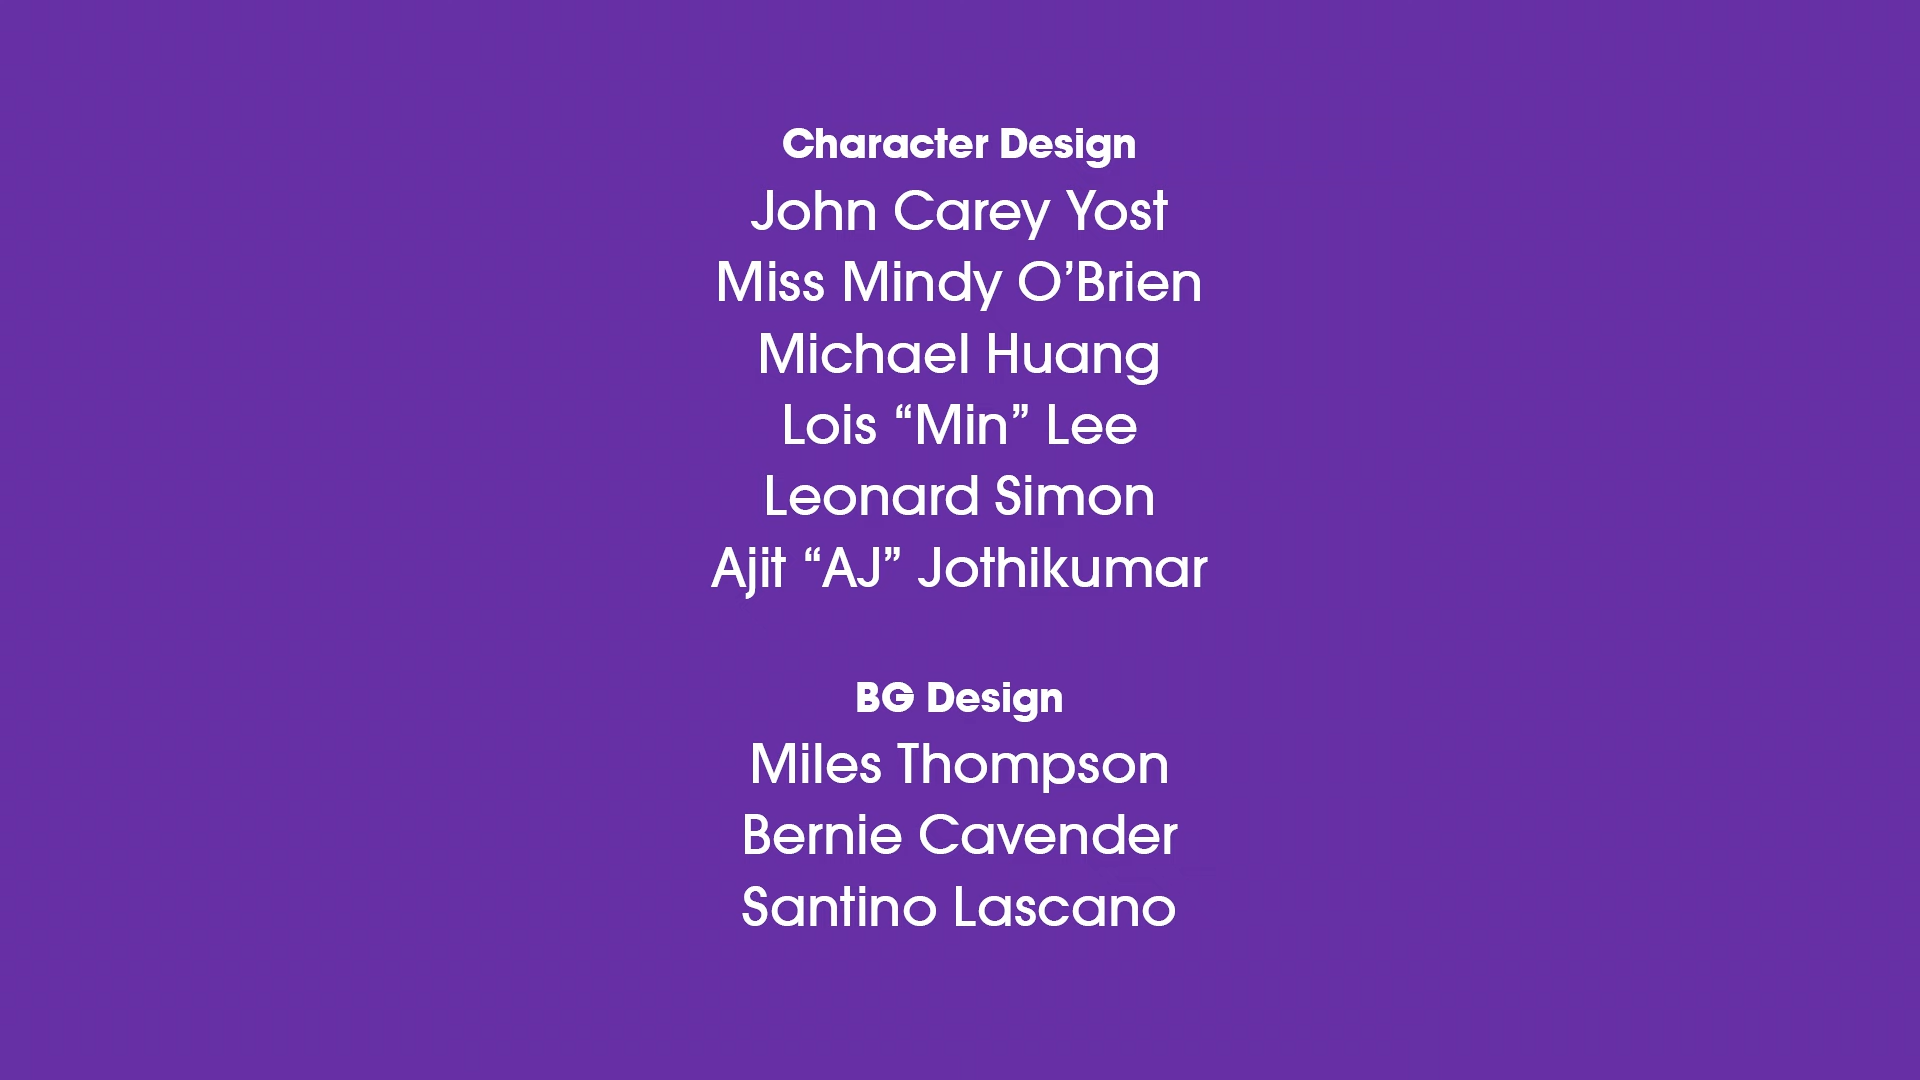 Character Design
John Carey Yost
Miss Mindy O’Brien
Michael Huang
Lois “Min” Lee
Leonard Simon
Ajit “AJ” Jothikumar
BG Design
Miles Thompson
Bernie Cavender
Santino Lascano